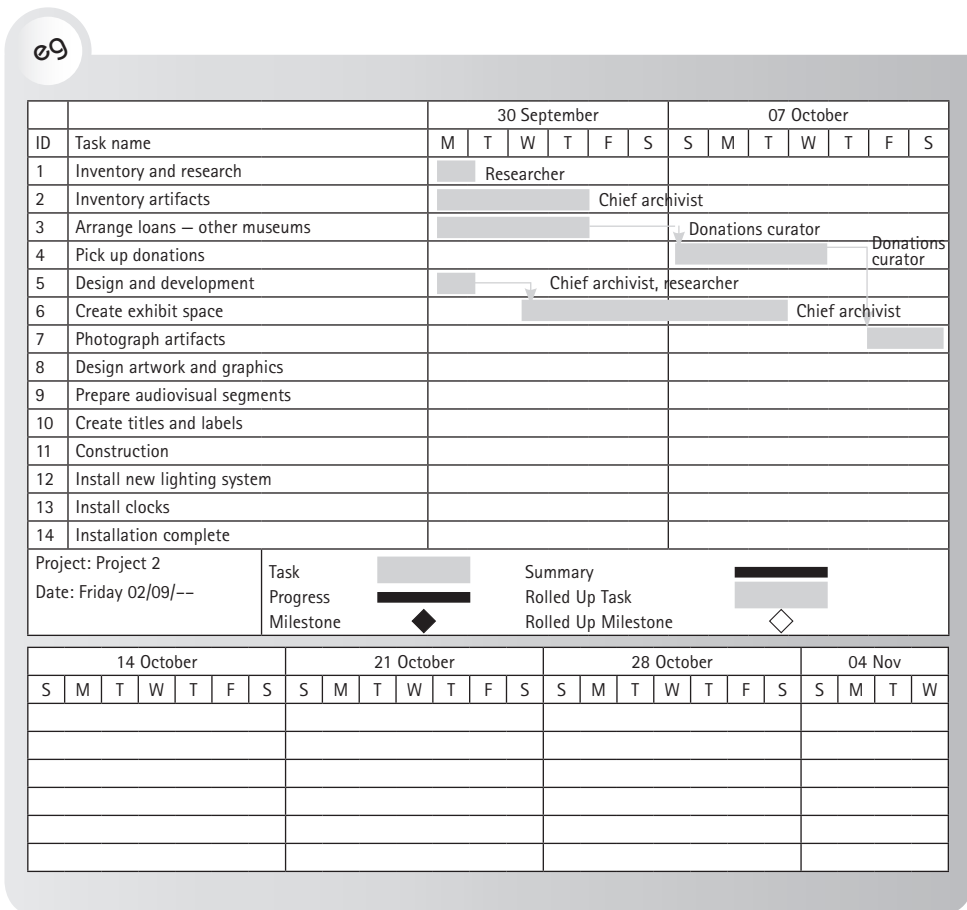 eg
30 September 07 October
ID Task name M T W T F S S M T W T F S
1 Inventory and research Researcher
2 Inventory artifacts Chief archivist
3 Arrange loans — other museums Donations curator
4 Pick up donations Donations curator
5 Design and development Chief archivist, researcher
6 Create exhibit space Chief archivist
7 Photograph artifacts
8 Design artwork and graphics
9 Prepare audiovisual segments
10 Create titles and labels
11 Construction
12 Install new lighting system
13 Install clocks
14 Installation complete
Project: Project 2
Date: Friday 02/09/--
Task Summary
Progress Rolled Up Task
Milestone Rolled Up Milestone
14 October 21 October 28 October 04 Nov
S M T W T F S S M T W T F S S M T W T F S S M T W